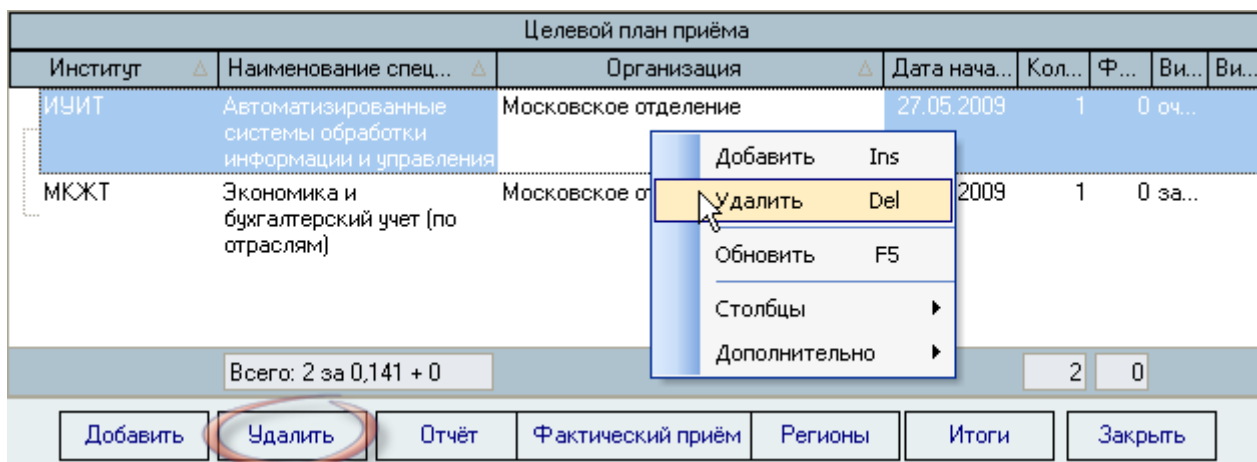 Целевой план приёма
Институт Наименование спец... Организация Дата нача... Кол... Ф... Ви... Ви...
ИУИТ Автоматизированные Московское отделение 27.05.2009 1 0 оч...
системы обработки
информации и управления
Добавить Ins
МКЖТ Экономика и Московское о 2009 1 0 за...
бухгалтерский учет (по
отраслям)
Удалить Del
Обновить F5
Столбцы
Дополнительно
Всего: 2 за 0,141 + 0 2 0
Добавить Удалить Отчёт Фактический приём Регионы Итоги Закрыть